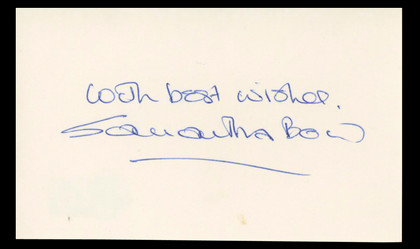 With best wishes.
Samantha Bond